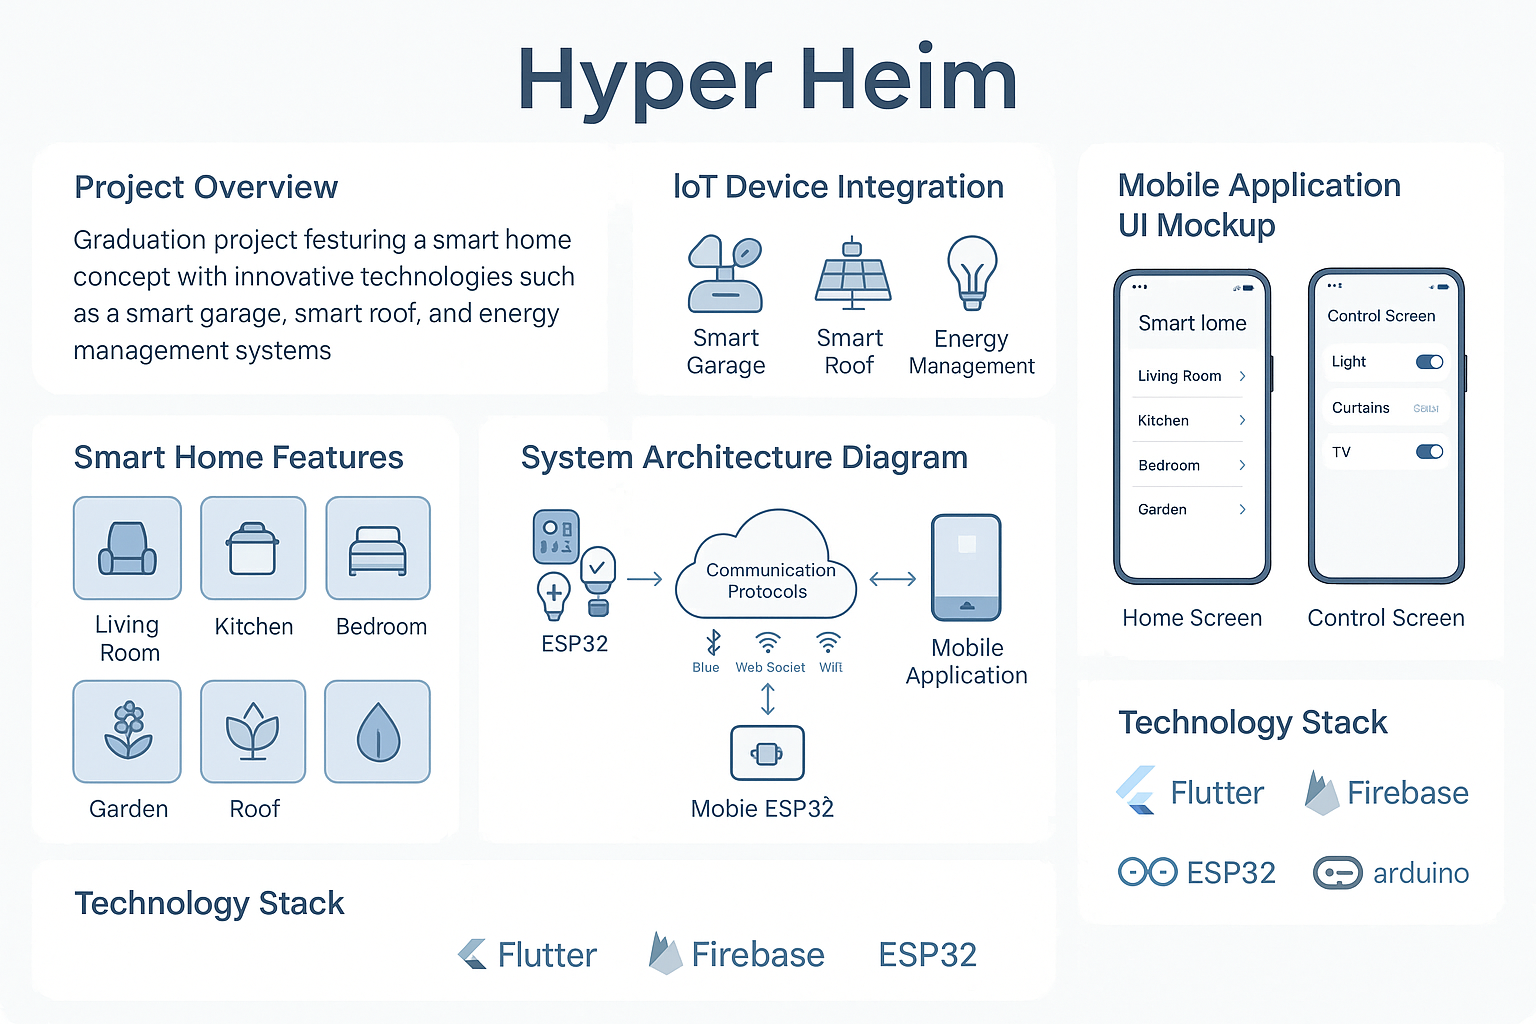 Hyper Heim
Project Overview
Graduation project festuring a smart home
concept with innovative technologies such
as a smart garage, smart roof, and energy
management systems
IoT Device Integration
Smart
Garage
Smart
Roof
Energy
Management
Mobile Application
UI Mockup
Smart lome
Living Room
Kitchen
Bedroom
Garden
Home Screen
Control Screen
Light
Curtains
TV
Control Screen
Smart Home Features
Living
Room
Kitchen
Bedroom
Garden
Roof
System Architecture Diagram
ESP32
Communication
Protocols
Blue
Web Societ
Wift
Mobile
Application
Mobie ESP32
Technology Stack
Flutter
Firebase
ESP32
arduino
Technology Stack
Flutter
Firebase
ESP32